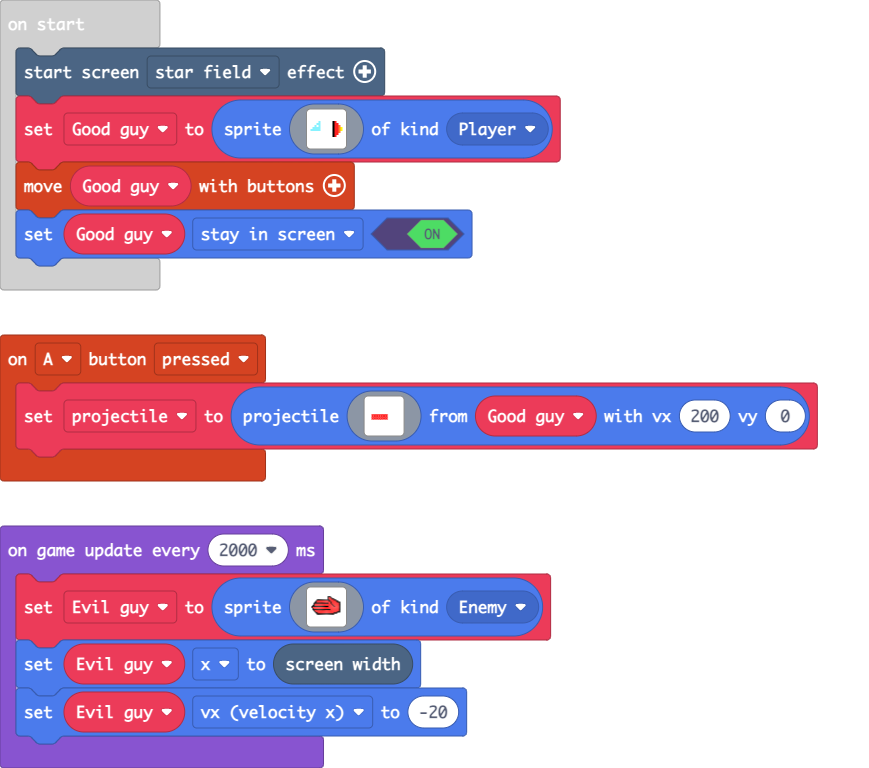 on start
start screen star field effect
set Good guy to sprite of kind Player
move Good guy with buttons
set Good guy stay in screen ON
on A button pressed
set projectile to projectile from Good guy with vx 200 vy 0
on game update every 2000 ms
set Evil guy to sprite of kind Enemy
set Evil guy x to screen width
set Evil guy vx (velocity x) to -20